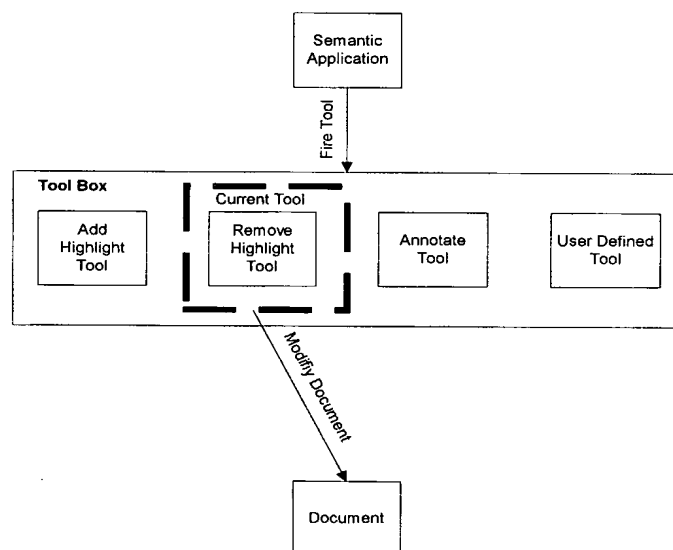 Semantic
Application
Fire Tool
Tool Box
Current Tool
Add
Highlight
Tool
Remove
Highlight
Tool
Annotate
Tool
User Defined
Tool
Modifiy Document
Document